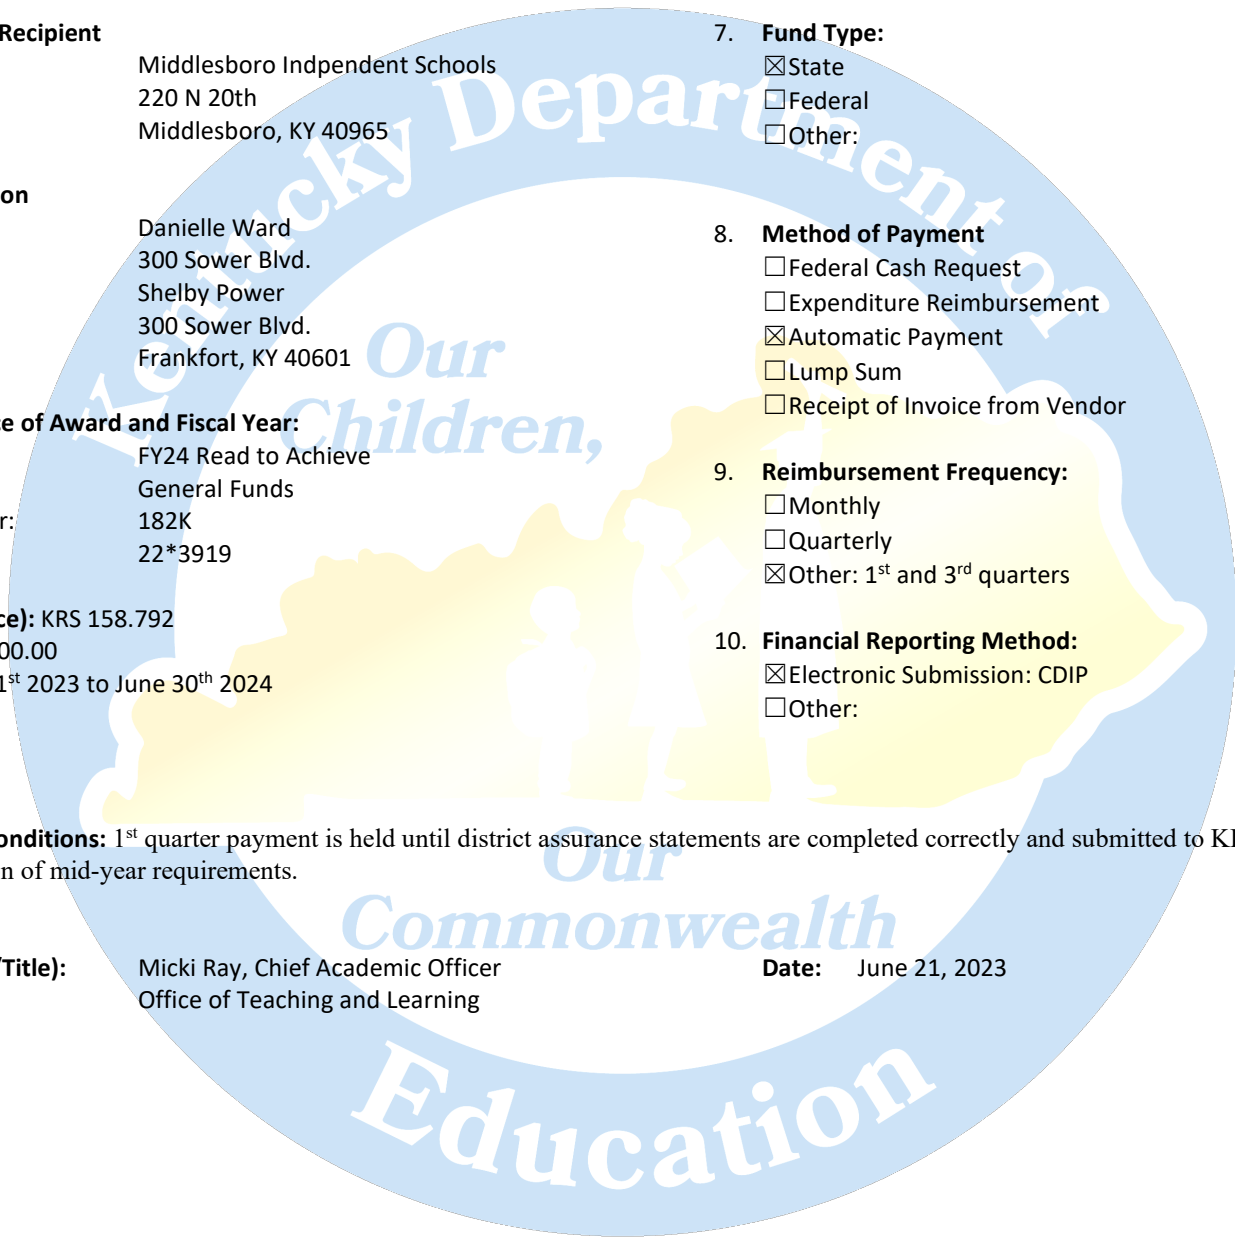 Recipient
Middlesboro Indpendent Schools
220 N 20th
Middlesboro, KY 40965
on
Danielle Ward
300 Sower Blvd.
Shelby Power
300 Sower Blvd.
Frankfort, KY 40601
ce of Award and Fiscal Year:
FY24 Read to Achieve
General Funds
r: 182K
22*3919
ce): KRS 158.792
00.00
1st 2023 to June 30th 2024
7. Fund Type:
☒State
☐Federal
☐Other:
8. Method of Payment
☐Federal Cash Request
☐Expenditure Reimbursement
☒Automatic Payment
☐Lump Sum
☐Receipt of Invoice from Vendor
9. Reimbursement Frequency:
☐Monthly
☐Quarterly
☒Other: 1st and 3rd quarters
10. Financial Reporting Method:
☒Electronic Submission: CDIP
☐Other:
onditions: 1st quarter payment is held until district assurance statements are completed correctly and submitted to
n of mid-year requirements.
/Title): Micki Ray, Chief Academic Officer
Office of Teaching and Learning
Date: June 21, 2023
Kentucky Department of
Education
Our
Children,
Our
Commonwealth